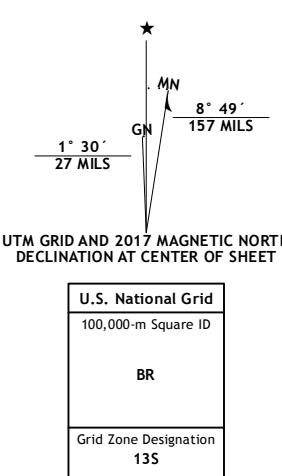 ★
MN
8° 49´
157 MILS
GN
1° 30´
27 MILS
UTM GRID AND 2017 MAGNETIC NORTH
DECLINATION AT CENTER OF SHEET
U.S. National Grid
100,000-m Square ID
BR
Grid Zone Designation
13S